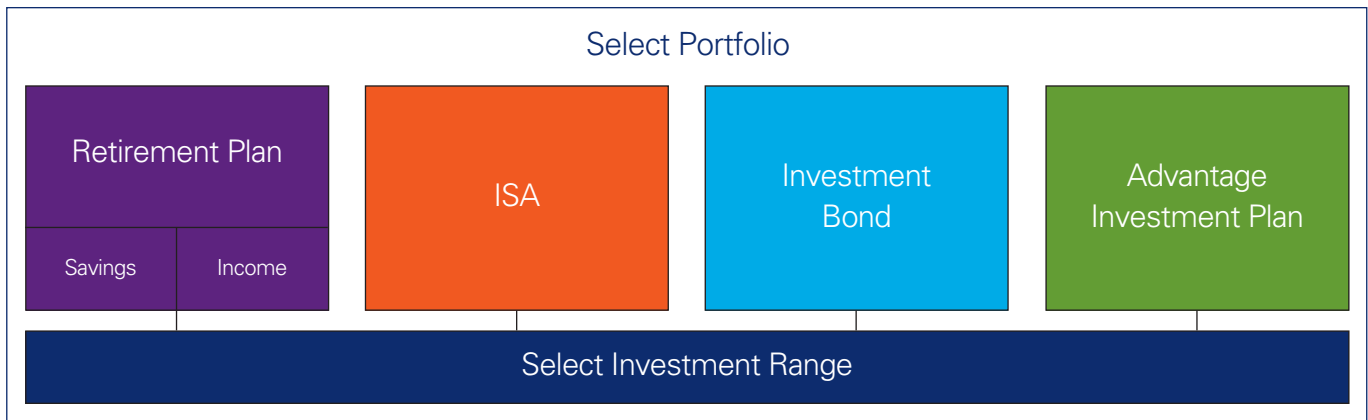 Select Portfolio
Retirement Plan
Savings
Income
ISA
Investment
Bond
Advantage
Investment Plan
Select Investment Range